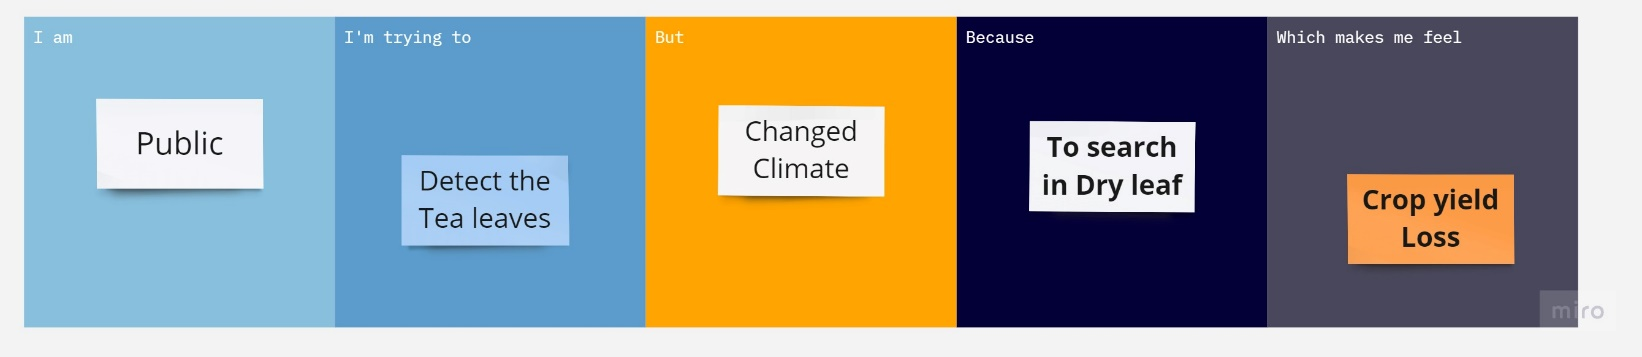 I am
Public
I'm trying to
Detect the
Tea leaves
But
Changed
Climate
Because
To search
in Dry leaf
Which makes me feel
Crop yield
Loss
miro